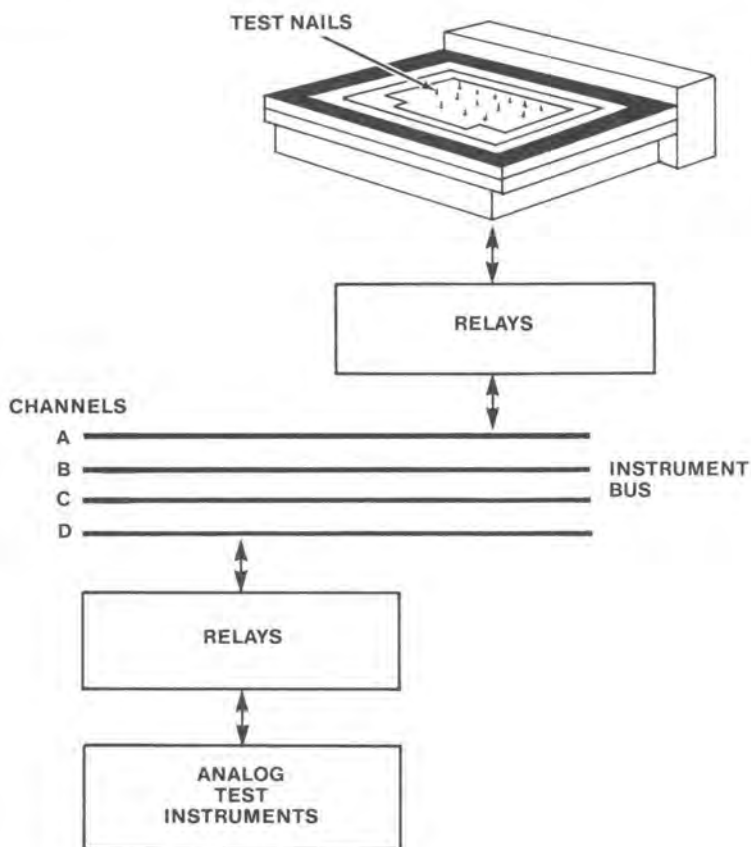 TEST NAILS
RELAYS
CHANNELS
A
B
C
D
INSTRUMENT
BUS
RELAYS
ANALOG
TEST
INSTRUMENTS